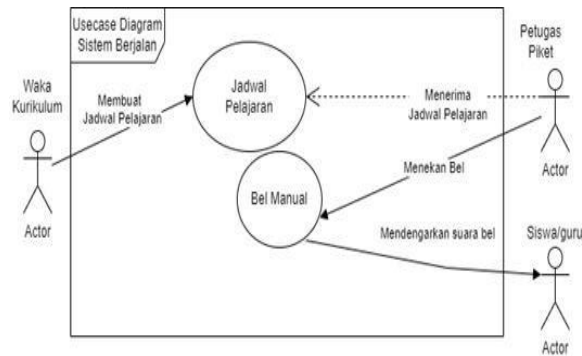 Usecase Diagram
Sistem Berjalan
Petugas
Piket
Waka
Kurikulum
Jadwal
Pelajaran
Membuat
Jadwal Pelajaran
Menerima
Jadwal Pelajaran
Actor
Menekan Bel
Bel Manual
Actor
Mendengarkan suara bel
Siswa/guru
Actor